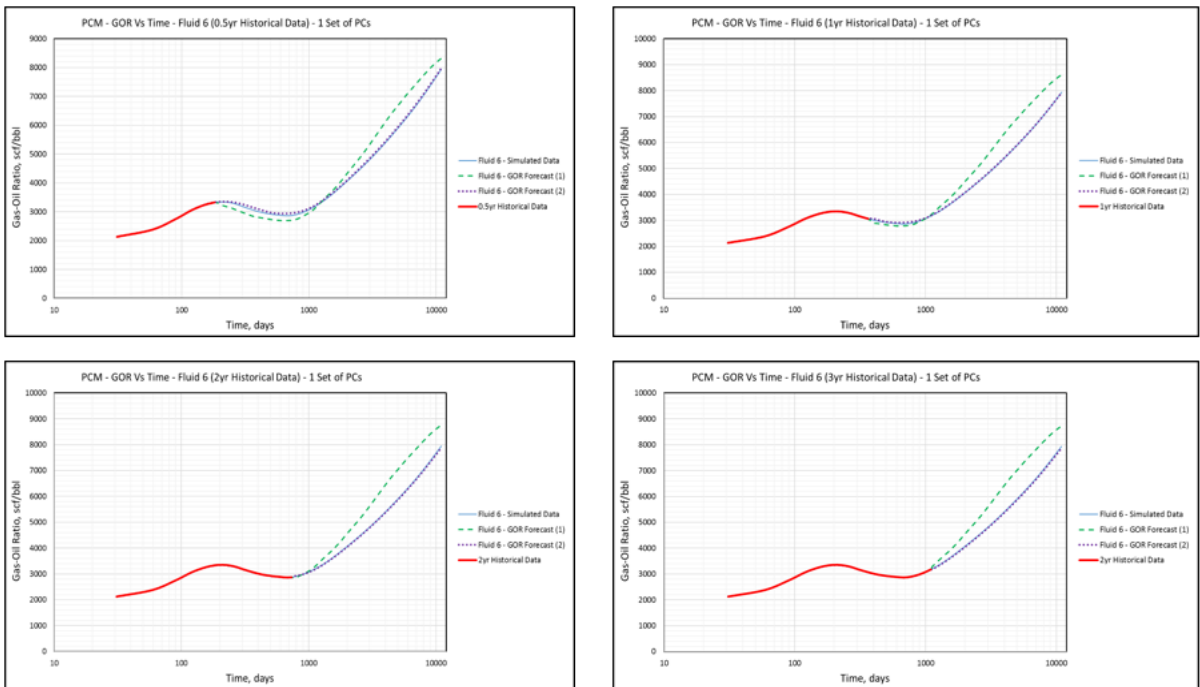 PCM - GOR Vs Time - Fluid 6 (0.5yr Historical Data) - 1 Set of PCs
9000
8000
7000
6000
5000
4000
3000
2000
1000
0
10
100
1000
10000
Gas-Oil Ratio, scf/bbl
Time, days
Fluid 6 - Simulated Data
Fluid 6 - GOR Forecast (1)
Fluid 6 - GOR Forecast (2)
0.5yr Historical Data
PCM - GOR Vs Time - Fluid 6 (1yr Historical Data) - 1 Set of PCs
10000
9000
8000
7000
6000
5000
4000
3000
2000
1000
0
10
100
1000
10000
Gas-Oil Ratio, scf/bbl
Time, days
Fluid 6 - Simulated Data
Fluid 6 - GOR Forecast (1)
Fluid 6 - GOR Forecast (2)
1yr Historical Data
PCM - GOR Vs Time - Fluid 6 (2yr Historical Data) - 1 Set of PCs
10000
9000
8000
7000
6000
5000
4000
3000
2000
1000
0
10
100
1000
10000
Gas-Oil Ratio, scf/bbl
Time, days
Fluid 6 - Simulated Data
Fluid 6 - GOR Forecast (1)
Fluid 6 - GOR Forecast (2)
2yr Historical Data
PCM - GOR Vs Time - Fluid 6 (3yr Historical Data) - 1 Set of PCs
10000
9000
8000
7000
6000
5000
4000
3000
2000
1000
0
10
100
1000
10000
Gas-Oil Ratio, scf/bbl
Time, days
Fluid 6 - Simulated Data
Fluid 6 - GOR Forecast (1)
Fluid 6 - GOR Forecast (2)
2yr Historical Data